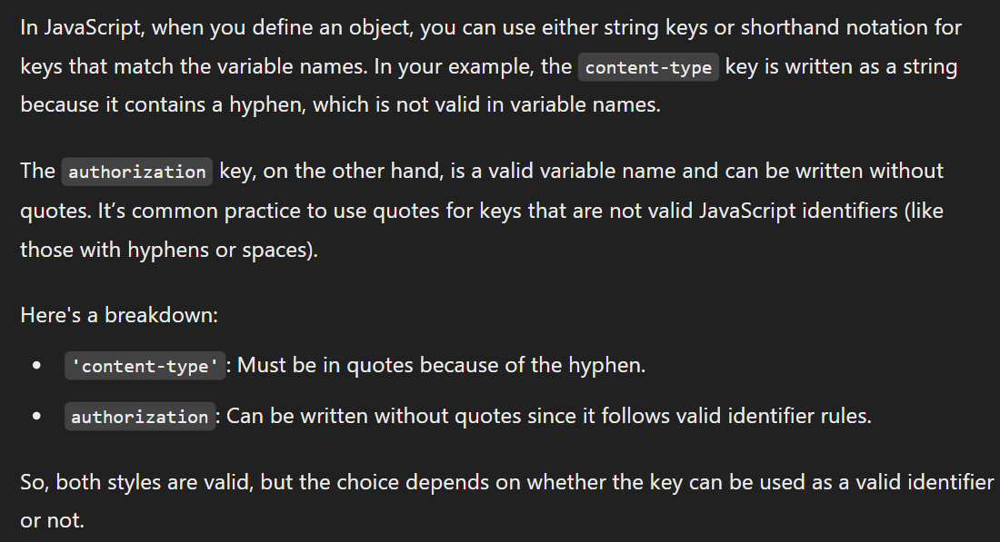 In JavaScript, when you define an object, you can use either string keys or shorthand notation for
keys that match the variable names. In your example, the content-type key is written as a string
because it contains a hyphen, which is not valid in variable names.
The authorization key, on the other hand, is a valid variable name and can be written without
quotes. It’s common practice to use quotes for keys that are not valid JavaScript identifiers (like
those with hyphens or spaces).
Here's a breakdown:
• 'content-type': Must be in quotes because of the hyphen.
• authorization: Can be written without quotes since it follows valid identifier rules.
So, both styles are valid, but the choice depends on whether the key can be used as a valid identifier
or not.